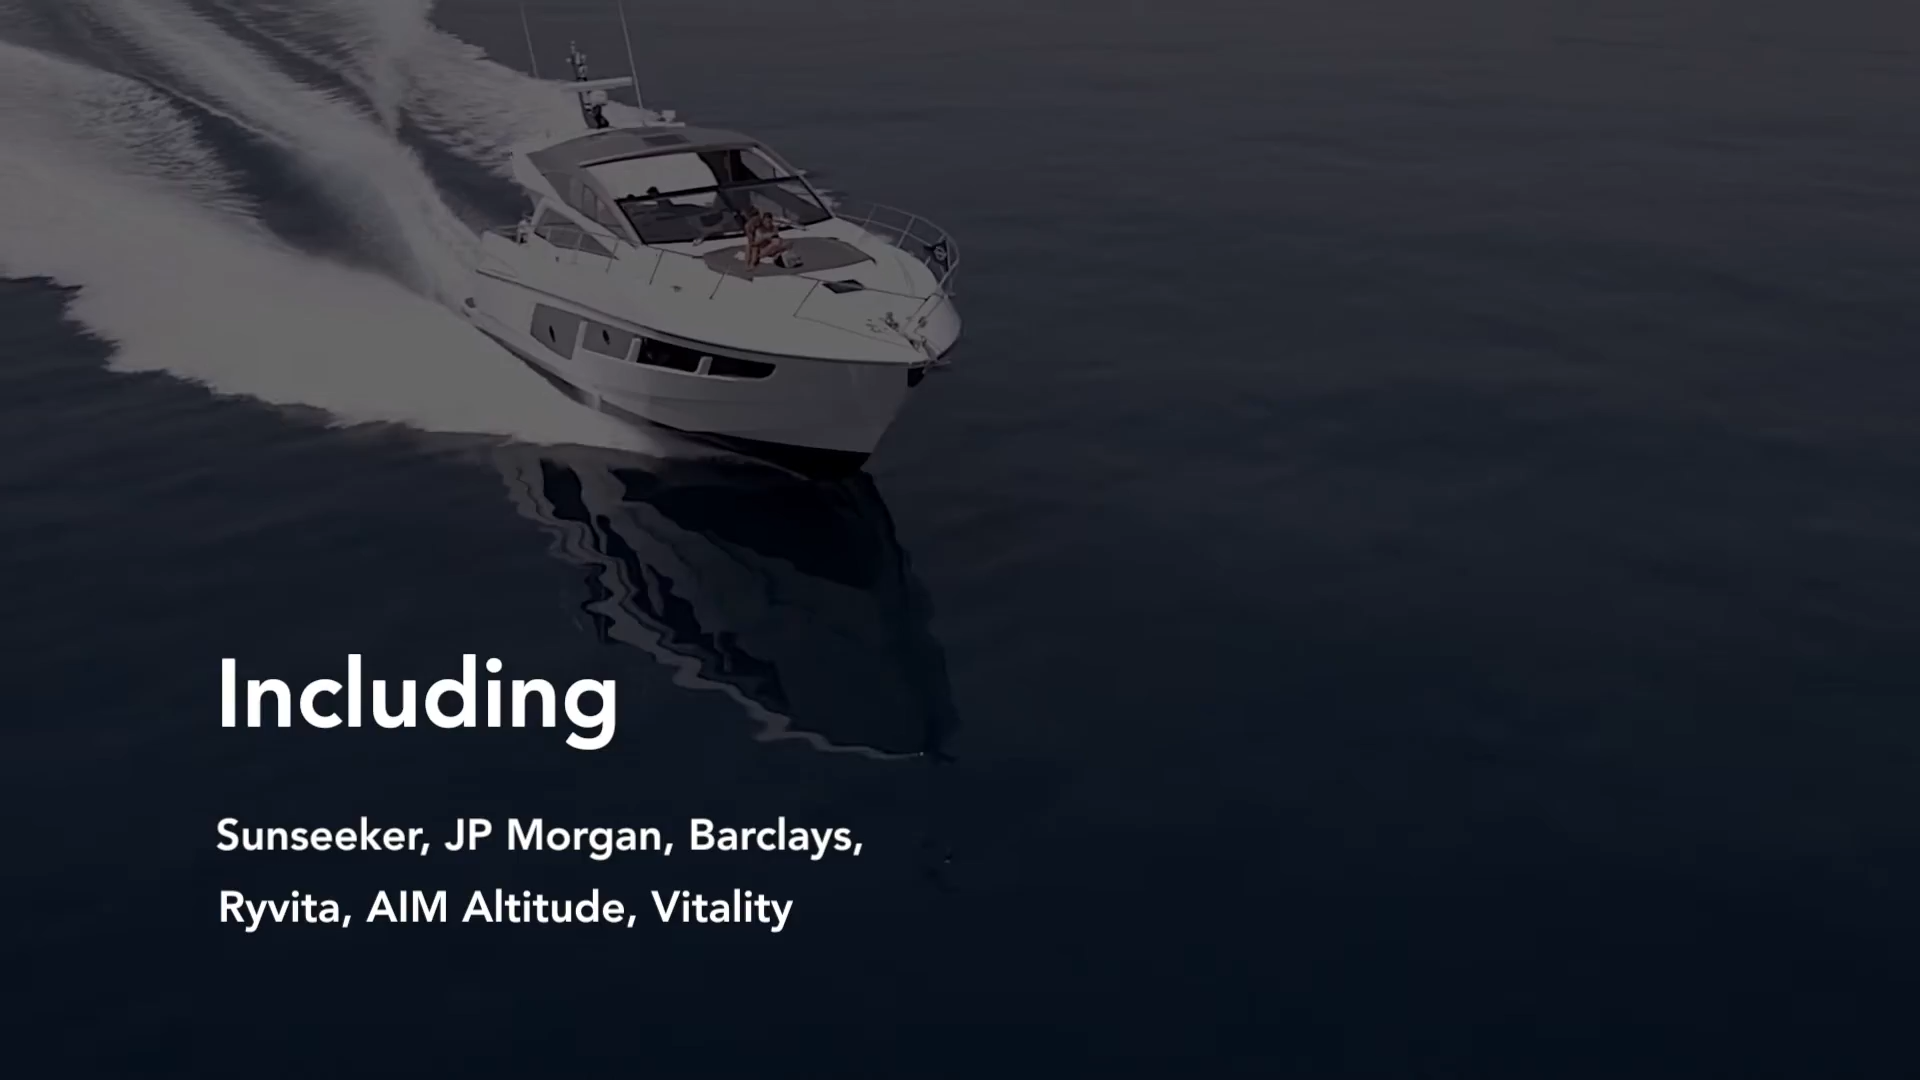 Including
Sunseeker, JP Morgan, Barclays,
Ryvita, AIM Altitude, Vitality